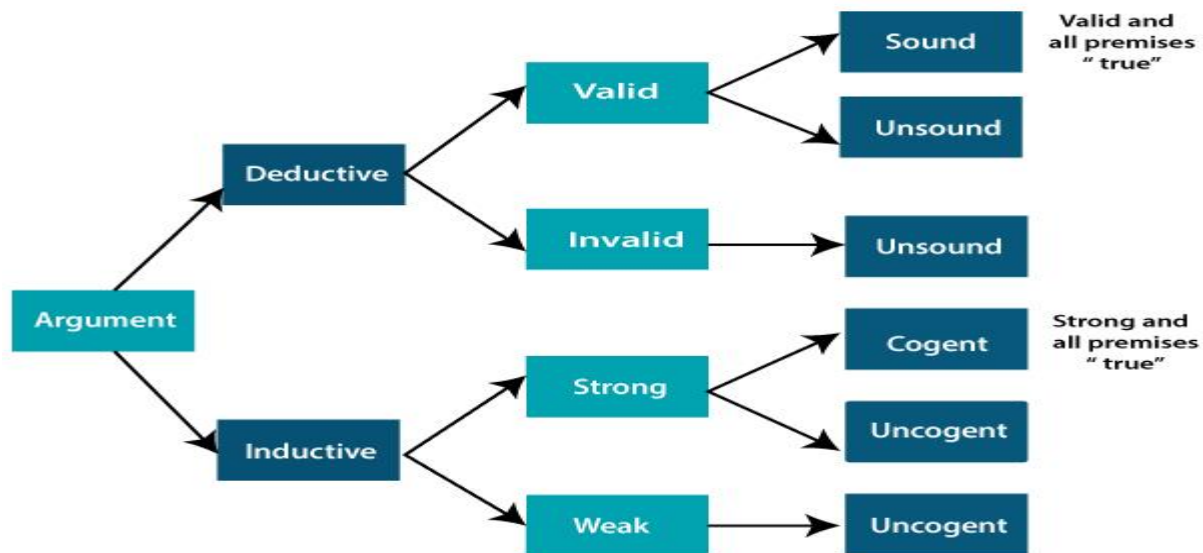 Argument
Deductive
Inductive
Valid
Invalid
Strong
Weak
Sound
Unsound
Unsound
Cogent
Uncogent
Uncogent
Valid and
all premises
“ true”
Strong and
all premises
“ true”